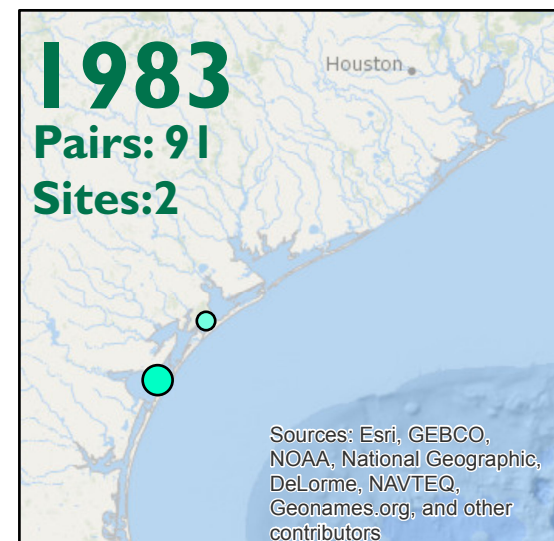 1983
Pairs: 91
Sites:2
Houston
Sources: Esri, GEBCO,
NOAA, National Geographic,
DeLorme, NAVTEQ,
Geonames.org, and other
contributors